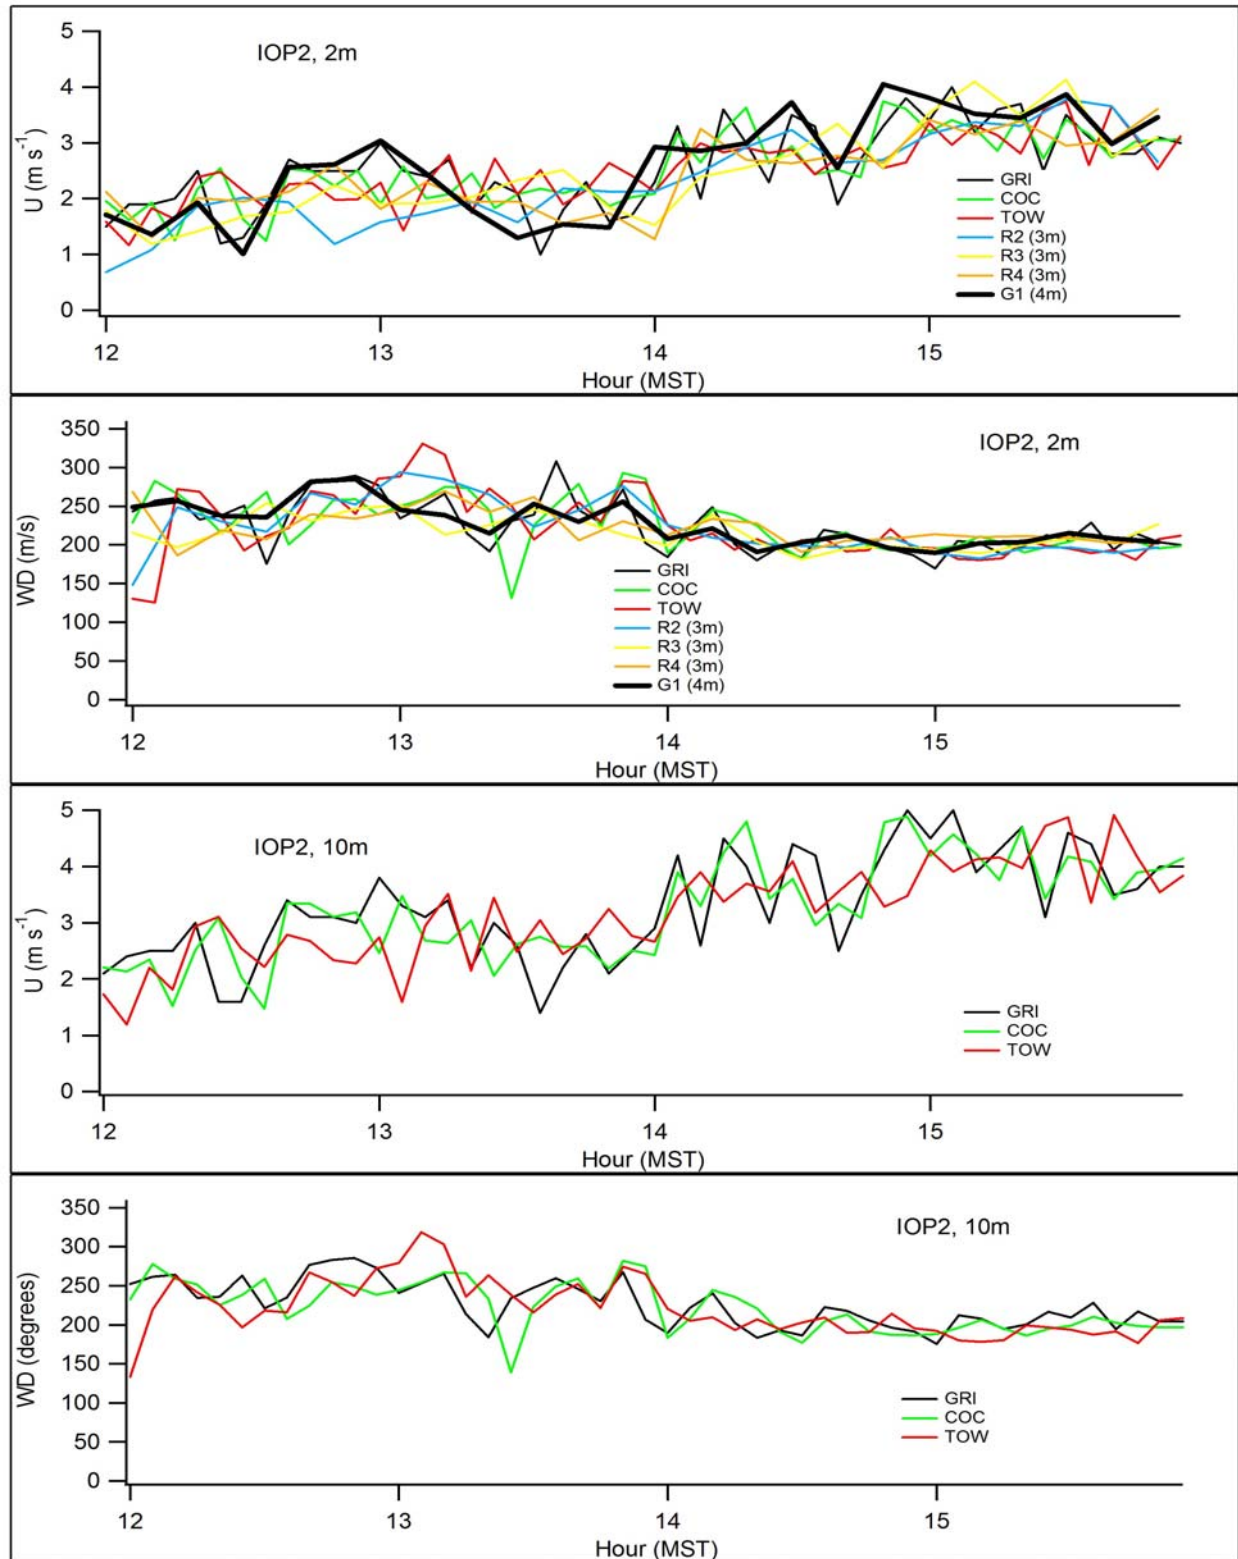 IOP2, 2m
5
4
3
2
1
0
U (m s⁻¹)
GRI
COC
TOW
R2 (3m)
R3 (3m)
R4 (3m)
G1 (4m)
12 13 14 15
Hour (MST)
IOP2, 2m
350
300
250
200
150
100
50
0
WD (m/s)
GRI
COC
TOW
R2 (3m)
R3 (3m)
R4 (3m)
G1 (4m)
12 13 14 15
Hour (MST)
IOP2, 10m
5
4
3
2
1
0
U (m s⁻¹)
GRI
COC
TOW
12 13 14 15
Hour (MST)
IOP2, 10m
350
300
250
200
150
100
50
0
WD (degrees)
GRI
COC
TOW
12 13 14 15
Hour (MST)